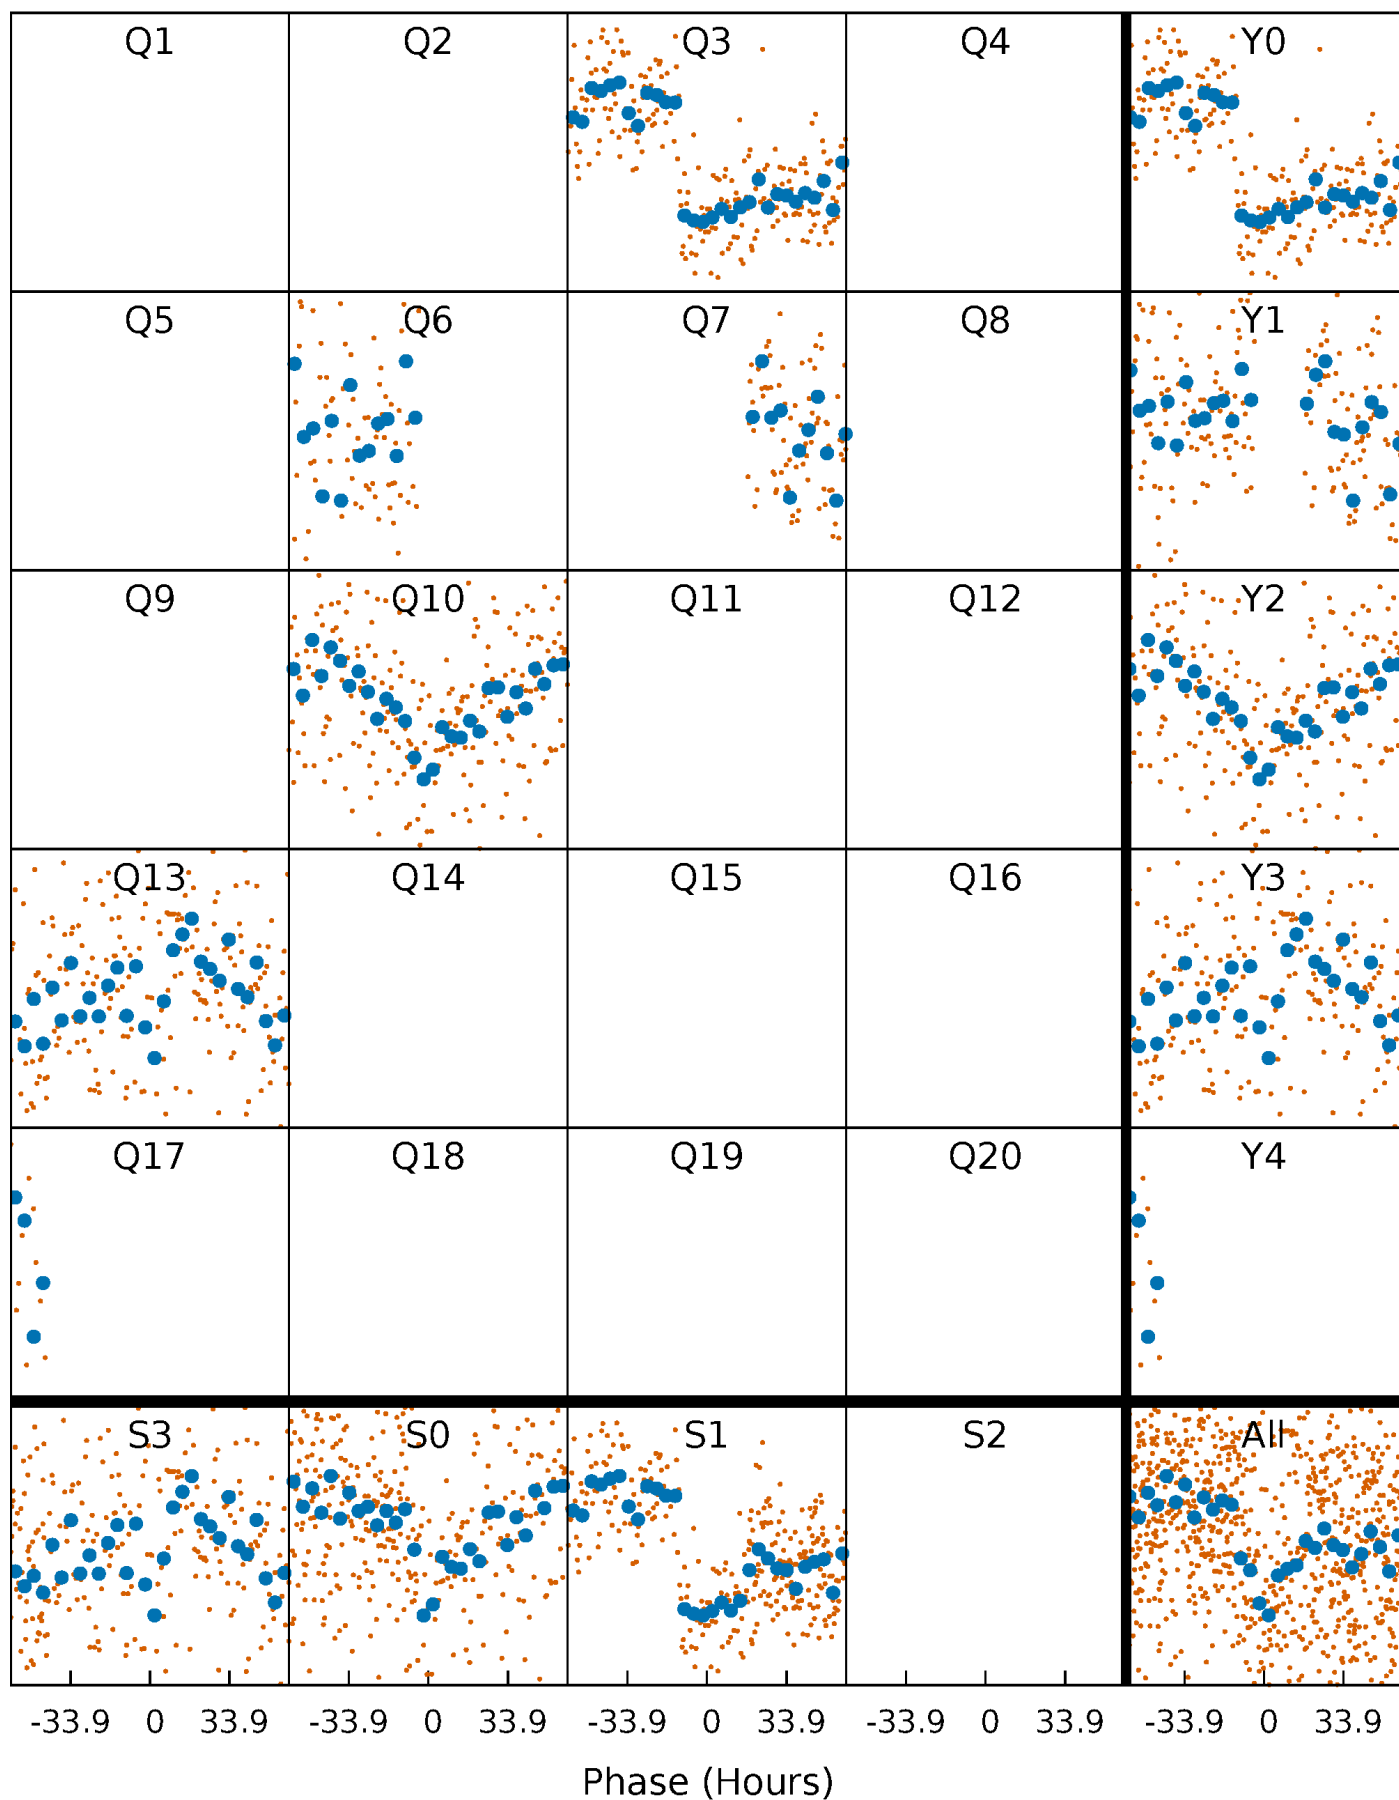 Q1 Q2 Q3 Q4 Y0
Q5 Q6 Q7 Q8 Y1
Q9 Q10 Q11 Q12 Y2
Q13 Q14 Q15 Q16 Y3
Q17 Q18 Q19 Q20 Y4
S3 S0 S1 S2 All
-33.9 0 33.9 -33.9 0 33.9 -33.9 0 33.9 -33.9 0 33.9 -33.9 0 33.9
Phase (Hours)